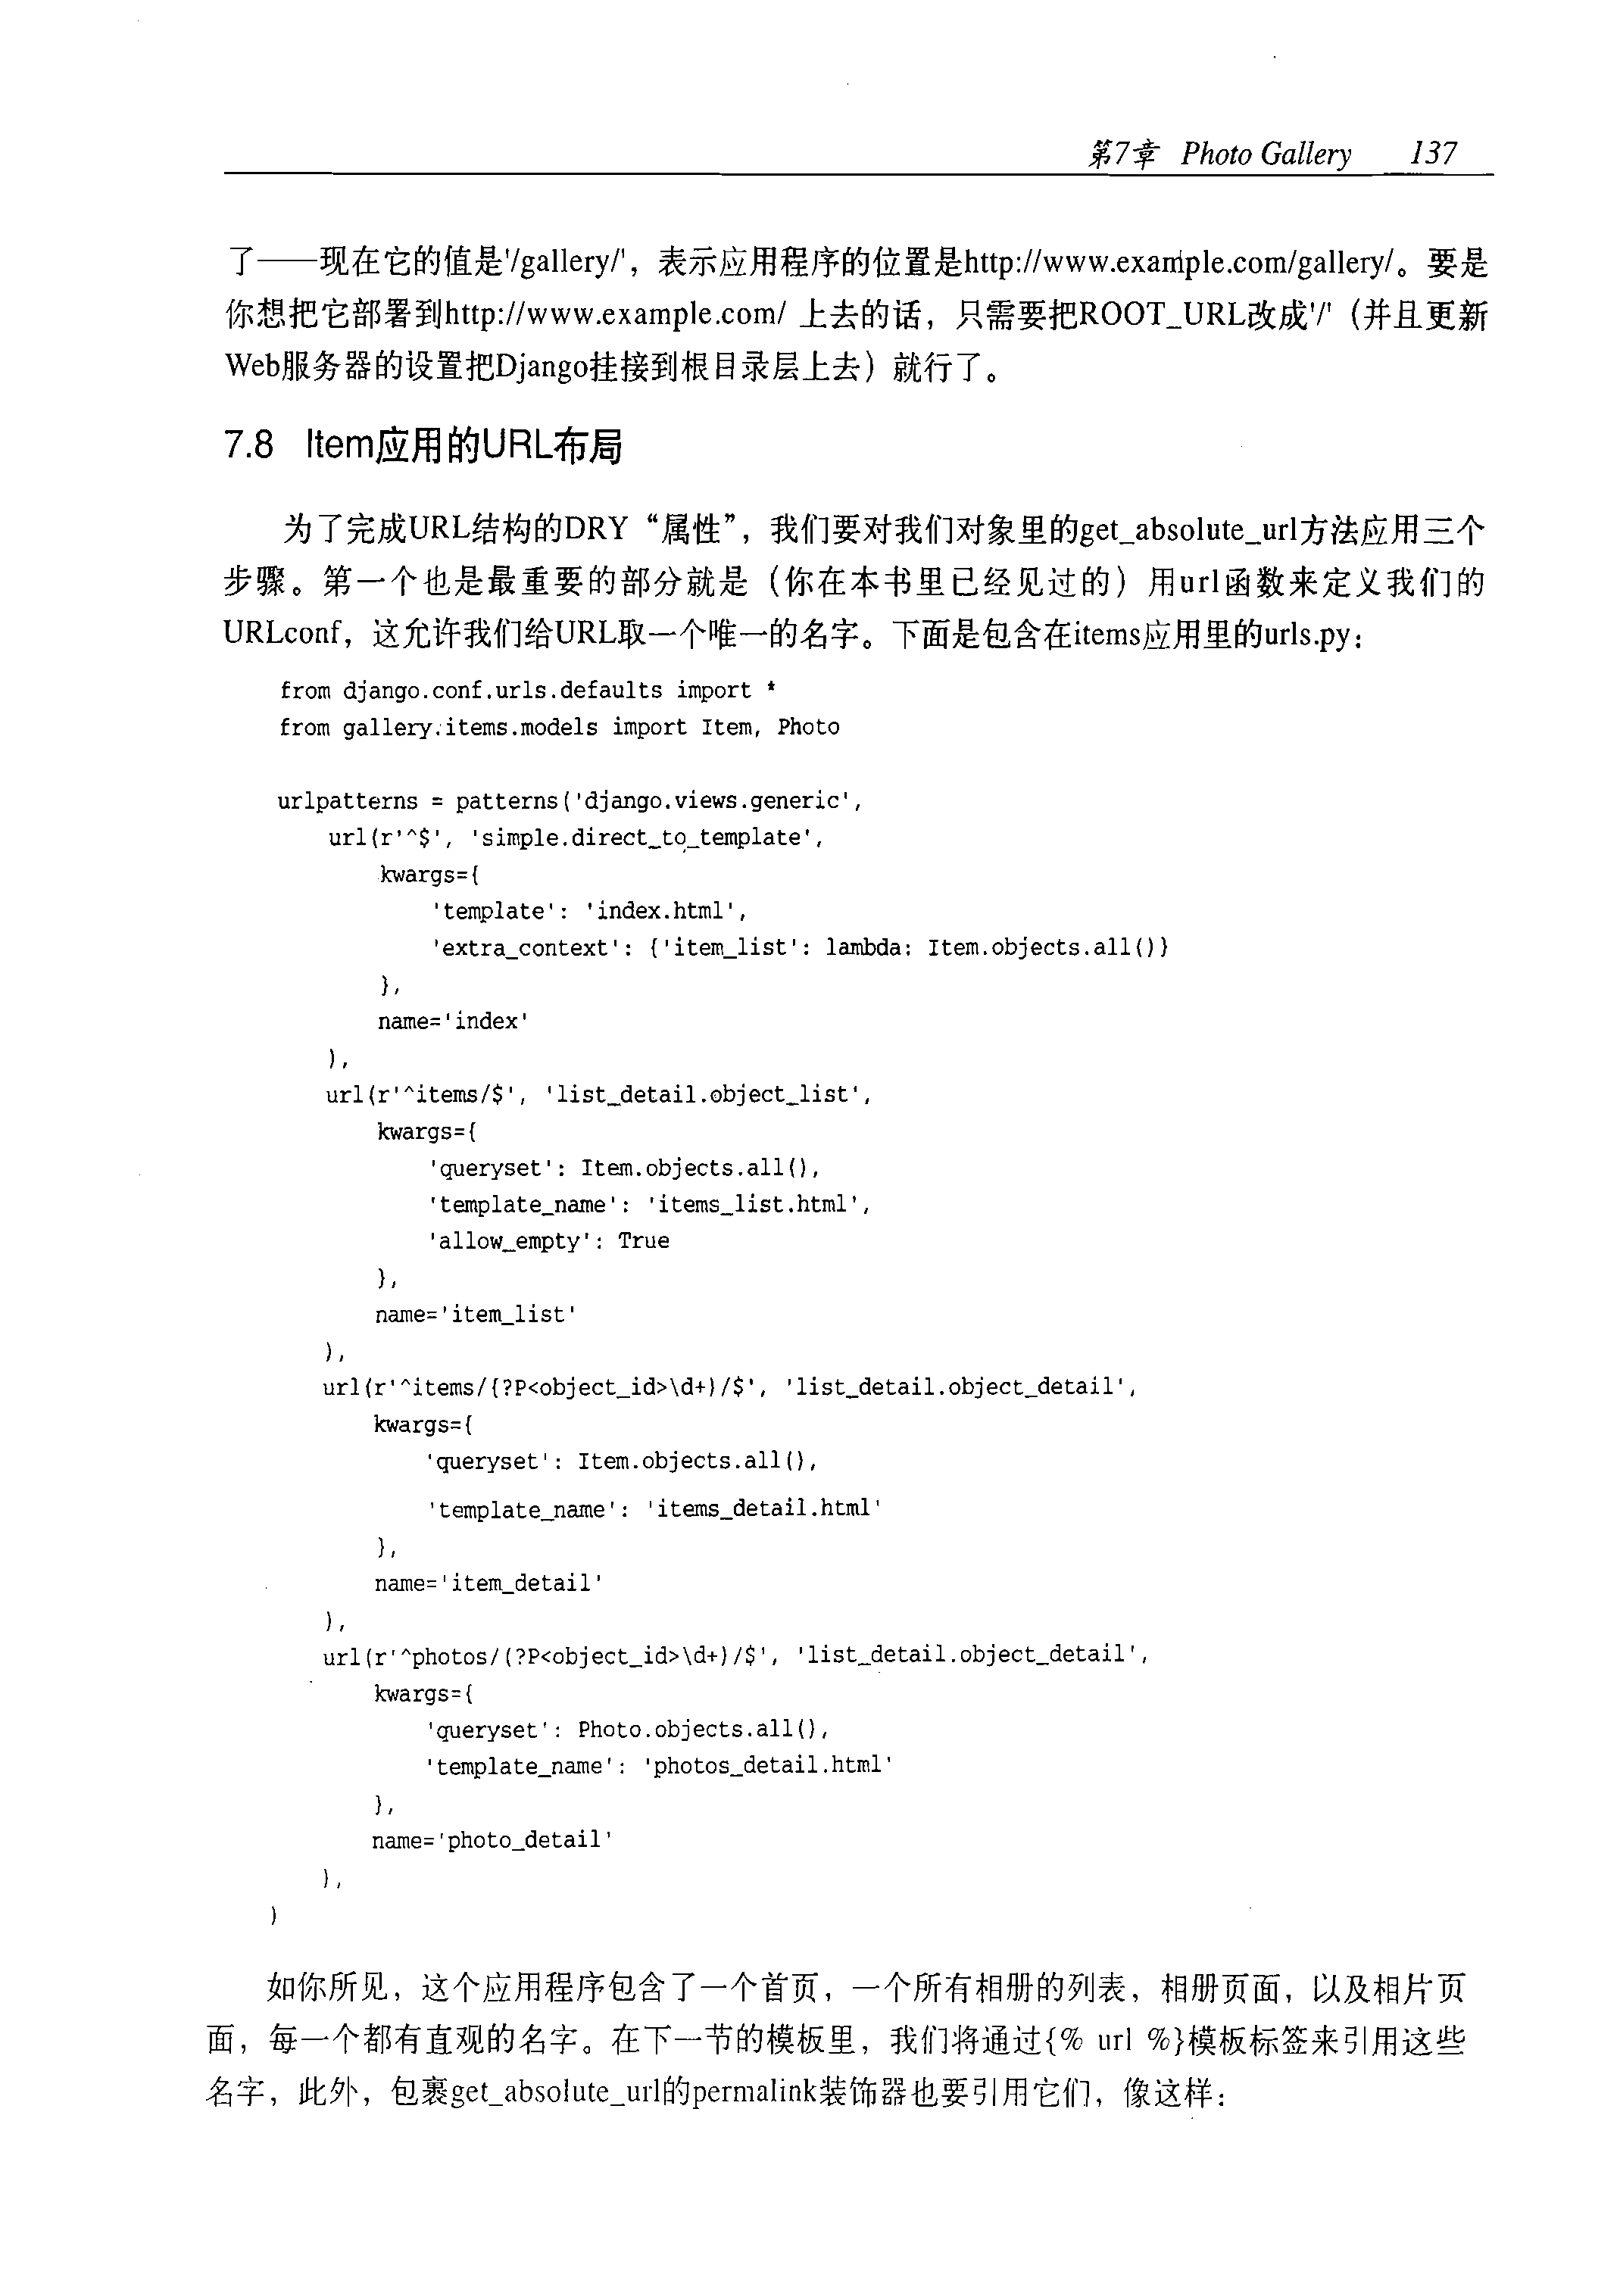 第7章 Photo Gallery 137
了——现在它的值是'/gallery/'，表示应用程序的位置是http://www.example.com/gallery/。要是
你想把它部署到http://www.example.com/ 上去的话，只需要把ROOT_URL改成'/'（并且更新
Web服务器的设置把Django挂接到根目录层上去）就行了。
7.8 Item应用的URL布局
为了完成URL结构的DRY“属性”，我们要对我们对象里的get_absolute_url方法应用三个
步骤。第一个也是最重要的部分就是（你在本书里已经见过的）用url函数来定义我们的
URLconf，这允许我们给URL取一个唯一的名字。下面是包含在items应用里的urls.py：
from django.conf.urls.defaults import *
from gallery.items.models import Item, Photo
urlpatterns = patterns('django.views.generic',
url(r'^$', 'simple.direct_to_template',
kwargs={
'template': 'index.html',
'extra_context': {'item_list': lambda: Item.objects.all()}
},
name='index'
),
url(r'^items/$', 'list_detail.object_list',
kwargs={
'queryset': Item.objects.all(),
'template_name': 'items_list.html',
'allow_empty': True
},
name='item_list'
),
url(r'^items/(?P<object_id>\d+)/$', 'list_detail.object_detail',
kwargs={
'queryset': Item.objects.all(),
'template_name': 'items_detail.html'
},
name='item_detail'
),
url(r'^photos/(?P<object_id>\d+)/$', 'list_detail.object_detail',
kwargs={
'queryset': Photo.objects.all(),
'template_name': 'photos_detail.html'
},
name='photo_detail'
),
)
如你所见，这个应用程序包含了一个首页，一个所有相册的列表，相册页面，以及相片页
面，每一个都有直观的名字。在下一节的模板里，我们将通过{% url %}模板标签来引用这些
名字，此外，包裹get_absolute_url的permalink装饰器也要引用它们，像这样：